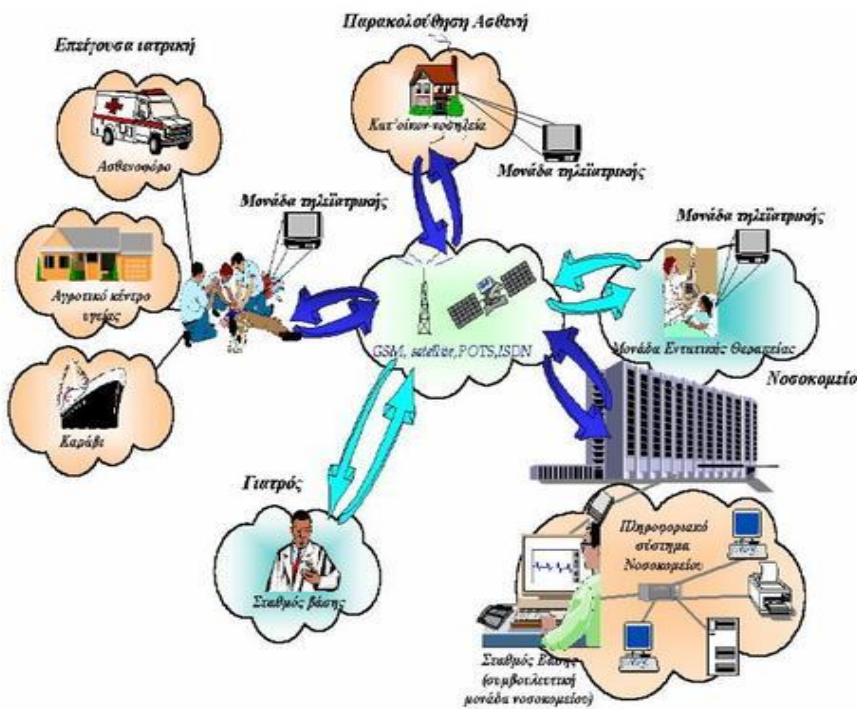 Επείγουσα ιατρική
Παρακολούθηση Ασθενή
Ασθενοφόρο
Κατ'οίκον νοσηλεία
Μονάδα τηλεϊατρικής
Μονάδα τηλεϊατρικής
Μονάδα τηλεϊατρικής
Αγροτικό κέντρο
υγείας
GSM, satellite,POTS,ISDN
Μονάδα Εντατικής Θεραπείας
Νοσοκομείο
Καράβι
Γιατρός
Σταθμός βάσης
Πληροφοριακό
σύστημα
Νοσοκομείου
Σταθμός Βάσης
(συμβουλευτική
μονάδα νοσοκομείου)